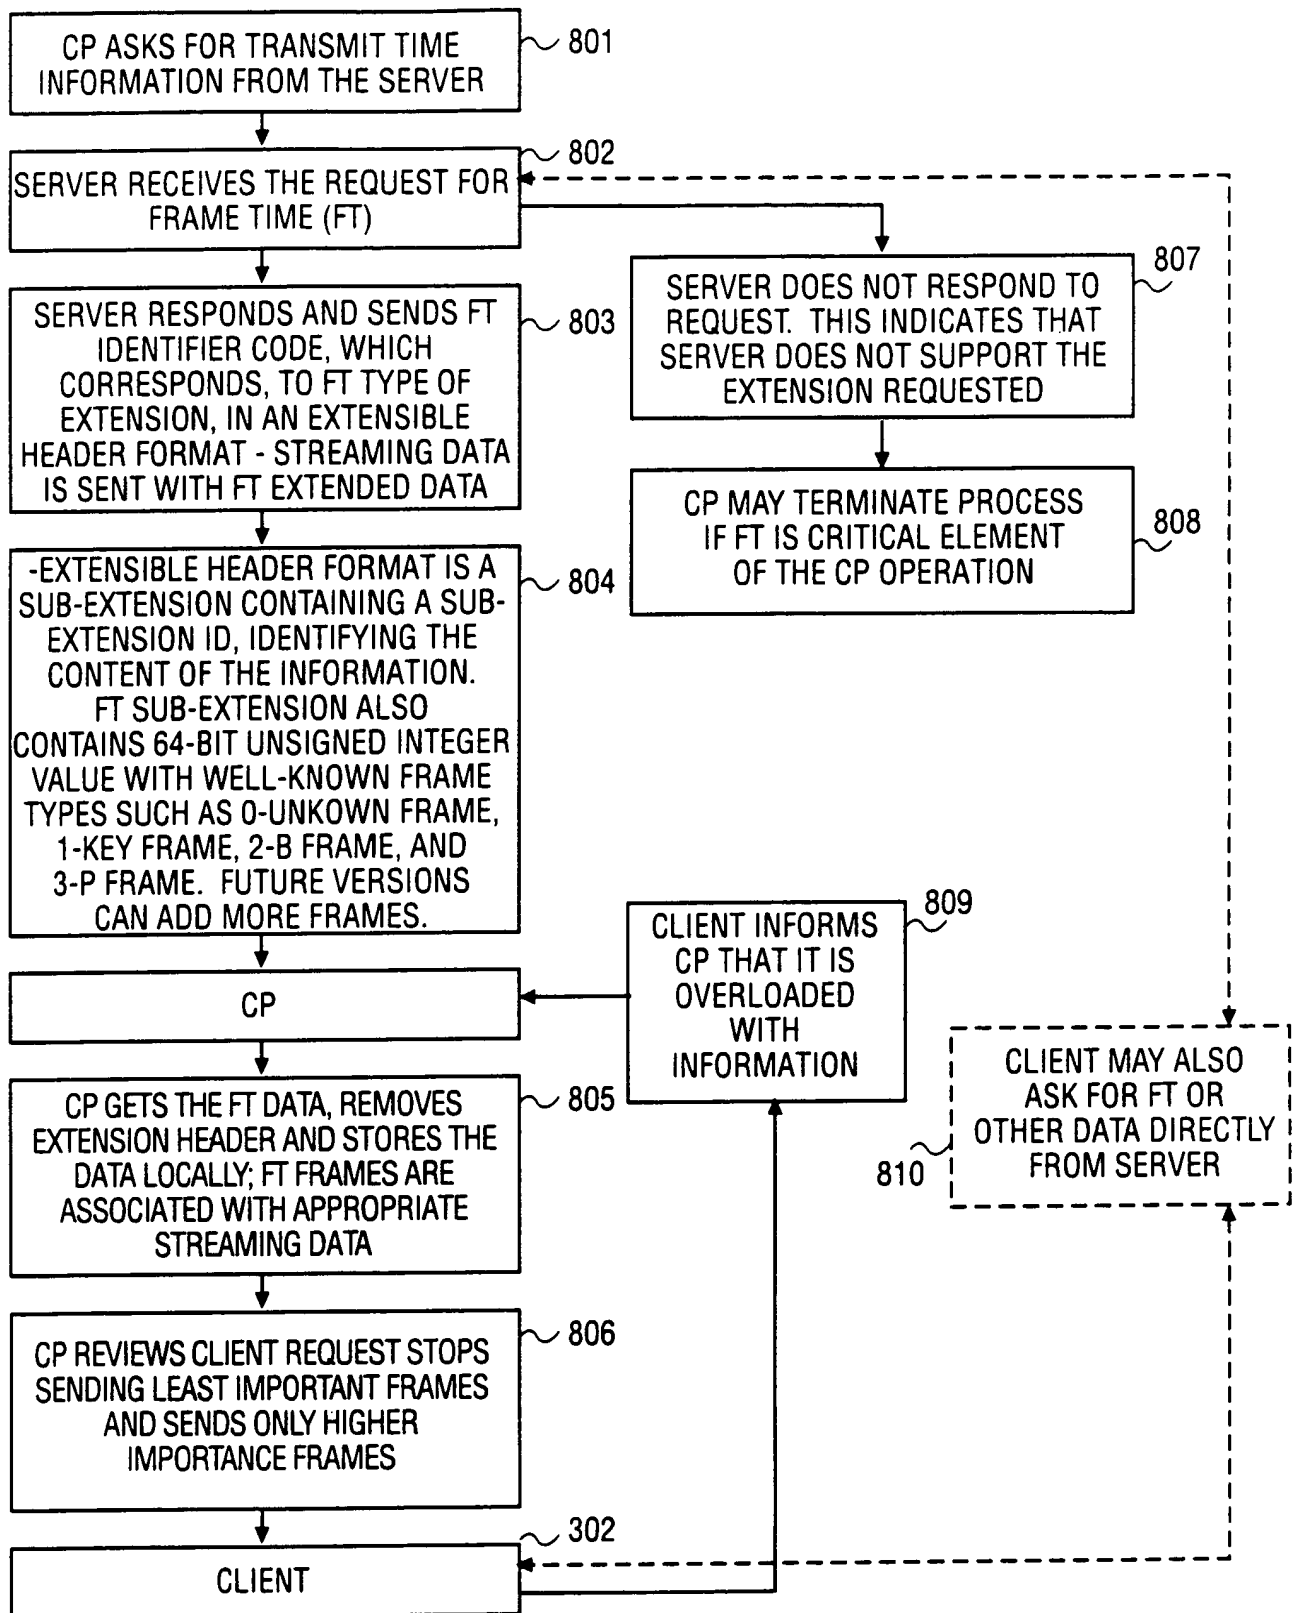 CP ASKS FOR TRANSMIT TIME
INFORMATION FROM THE SERVER
801
SERVER RECEIVES THE REQUEST FOR
FRAME TIME (FT)
802
SERVER RESPONDS AND SENDS FT
IDENTIFIER CODE, WHICH
CORRESPONDS, TO FT TYPE OF
EXTENSION, IN AN EXTENSIBLE
HEADER FORMAT - STREAMING DATA
IS SENT WITH FT EXTENDED DATA
803
SERVER DOES NOT RESPOND TO
REQUEST. THIS INDICATES THAT
SERVER DOES NOT SUPPORT THE
EXTENSION REQUESTED
807
CP MAY TERMINATE PROCESS
IF FT IS CRITICAL ELEMENT
OF THE CP OPERATION
808
-EXTENSIBLE HEADER FORMAT IS A
SUB-EXTENSION CONTAINING A SUB-
EXTENSION ID, IDENTIFYING THE
CONTENT OF THE INFORMATION.
FT SUB-EXTENSION ALSO
CONTAINS 64-BIT UNSIGNED INTEGER
VALUE WITH WELL-KNOWN FRAME
TYPES SUCH AS 0-UNKOWN FRAME,
1-KEY FRAME, 2-B FRAME, AND
3-P FRAME. FUTURE VERSIONS
CAN ADD MORE FRAMES.
804
CP
CLIENT INFORMS
CP THAT IT IS
OVERLOADED
WITH
INFORMATION
809
CLIENT MAY ALSO
ASK FOR FT OR
OTHER DATA DIRECTLY
FROM SERVER
810
CP GETS THE FT DATA, REMOVES
EXTENSION HEADER AND STORES THE
DATA LOCALLY; FT FRAMES ARE
ASSOCIATED WITH APPROPRIATE
STREAMING DATA
805
CP REVIEWS CLIENT REQUEST STOPS
SENDING LEAST IMPORTANT FRAMES
AND SENDS ONLY HIGHER
IMPORTANCE FRAMES
806
CLIENT
302